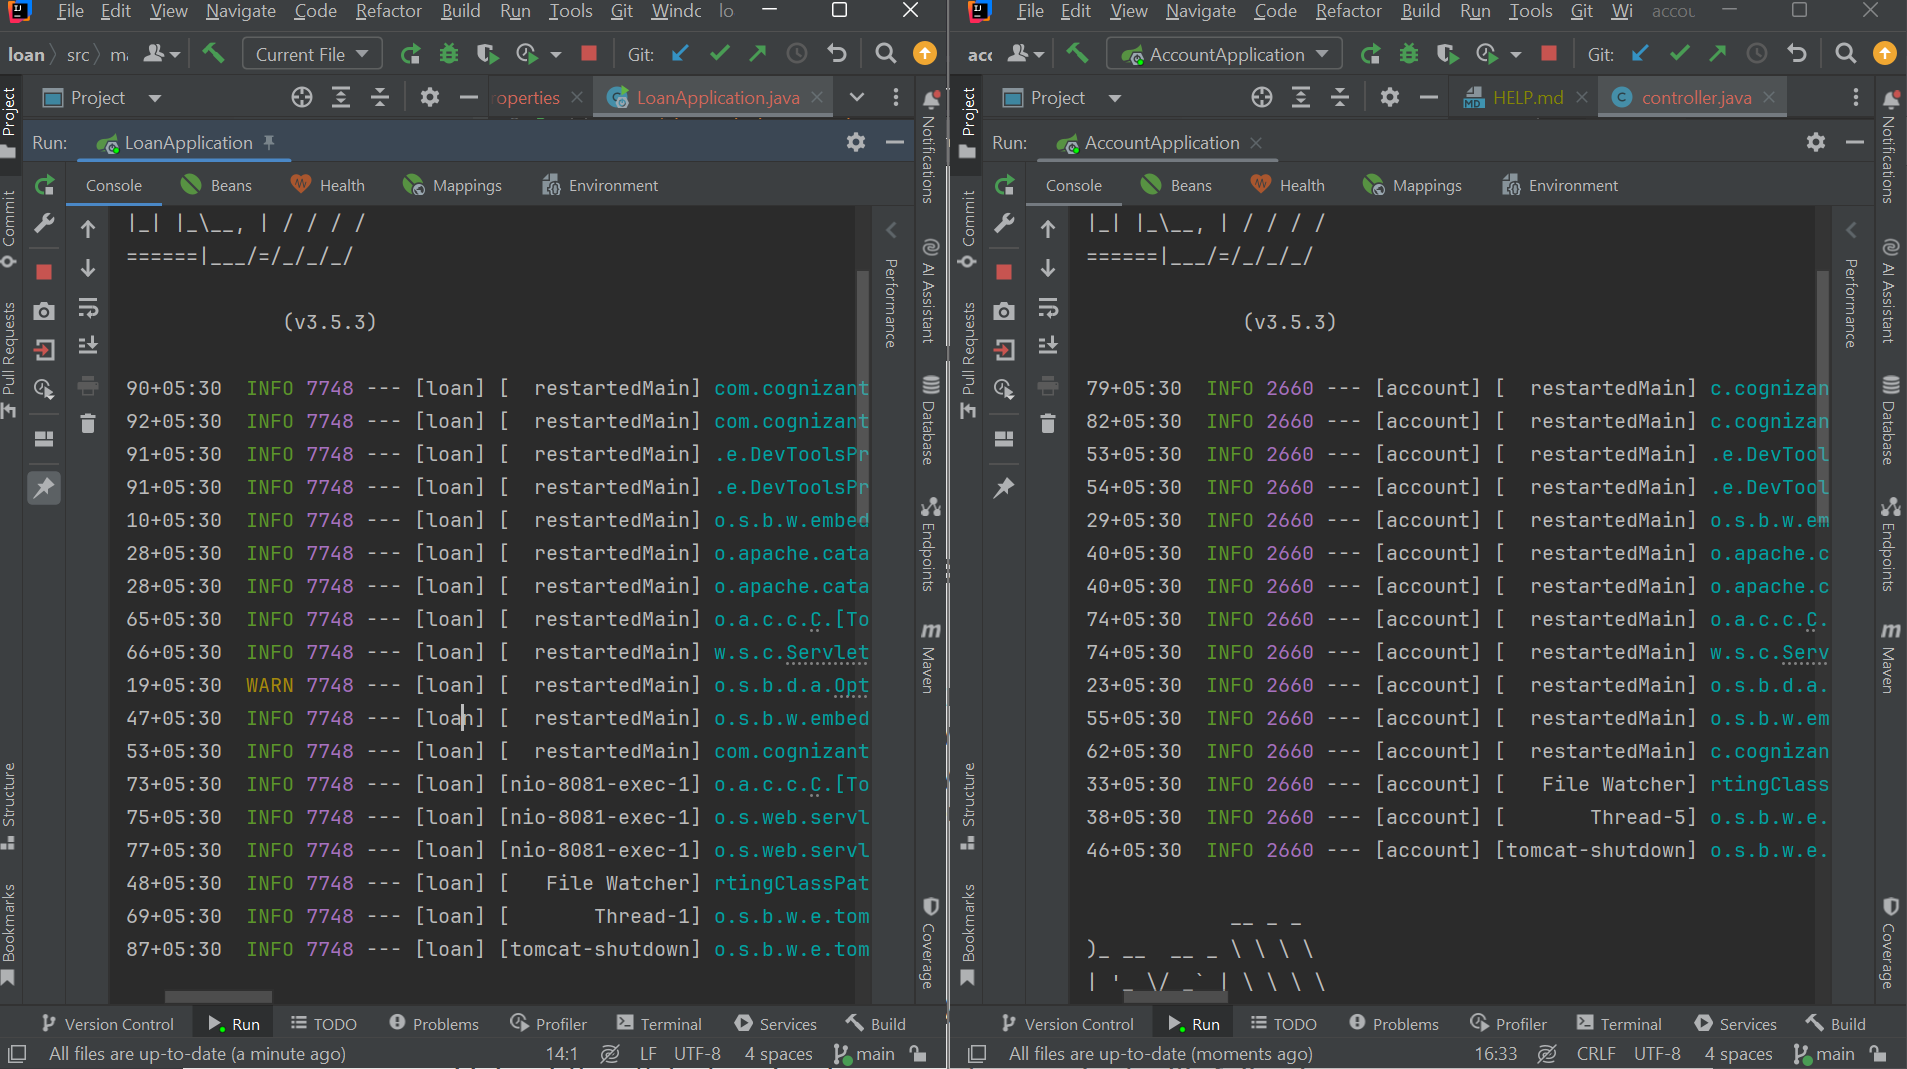 File Edit View Navigate Code Refactor Build Run Tools Git Windc lo
loan src m Current File Git:
Project operties LoanApplication.java
Run: LoanApplication
Console Beans Health Mappings Environment
|_| |_\__, | / / / /
======|___/=/_/_/_/
(v3.5.3)
90+05:30 INFO 7748 --- [loan] [ restartedMain] com.cognizant
92+05:30 INFO 7748 --- [loan] [ restartedMain] com.cognizant
91+05:30 INFO 7748 --- [loan] [ restartedMain] .e.DevToolsPr
91+05:30 INFO 7748 --- [loan] [ restartedMain] .e.DevToolsPr
10+05:30 INFO 7748 --- [loan] [ restartedMain] o.s.b.w.embed
28+05:30 INFO 7748 --- [loan] [ restartedMain] o.apache.cata
28+05:30 INFO 7748 --- [loan] [ restartedMain] o.apache.cata
65+05:30 INFO 7748 --- [loan] [ restartedMain] o.a.c.c.C.[To
66+05:30 INFO 7748 --- [loan] [ restartedMain] w.s.c.Servlet
19+05:30 WARN 7748 --- [loan] [ restartedMain] o.s.b.d.a.Opt
47+05:30 INFO 7748 --- [loan] [ restartedMain] o.s.b.w.embed
53+05:30 INFO 7748 --- [loan] [ restartedMain] com.cognizant
73+05:30 INFO 7748 --- [loan] [nio-8081-exec-1] o.a.c.c.C.[To
75+05:30 INFO 7748 --- [loan] [nio-8081-exec-1] o.s.web.servl
77+05:30 INFO 7748 --- [loan] [nio-8081-exec-1] o.s.web.servl
48+05:30 INFO 7748 --- [loan] [ File Watcher] rtingClassPat
69+05:30 INFO 7748 --- [loan] [ Thread-1] o.s.b.w.e.tom
87+05:30 INFO 7748 --- [loan] [tomcat-shutdown] o.s.b.w.e.tom
Project
Commit
Pull Requests
Structure
Bookmarks
Performance
Notifications
AI Assistant
Database
Endpoints
Maven
Coverage
Version Control Run TODO Problems Profiler Terminal Services Build
All files are up-to-date (a minute ago) 14:1 LF UTF-8 4 spaces main
File Edit View Navigate Code Refactor Build Run Tools Git Wi accou
acc AccountApplication Git:
Project HELP.md controller.java
Run: AccountApplication
Console Beans Health Mappings Environment
|_| |_\__, | / / / /
======|___/=/_/_/_/
(v3.5.3)
79+05:30 INFO 2660 --- [account] [ restartedMain] c.cognizan
82+05:30 INFO 2660 --- [account] [ restartedMain] c.cognizan
53+05:30 INFO 2660 --- [account] [ restartedMain] .e.DevTool
54+05:30 INFO 2660 --- [account] [ restartedMain] .e.DevTool
29+05:30 INFO 2660 --- [account] [ restartedMain] o.s.b.w.em
40+05:30 INFO 2660 --- [account] [ restartedMain] o.apache.c
40+05:30 INFO 2660 --- [account] [ restartedMain] o.apache.c
74+05:30 INFO 2660 --- [account] [ restartedMain] o.a.c.c.C.
74+05:30 INFO 2660 --- [account] [ restartedMain] w.s.c.Serv
23+05:30 INFO 2660 --- [account] [ restartedMain] o.s.b.d.a.
55+05:30 INFO 2660 --- [account] [ restartedMain] o.s.b.w.em
62+05:30 INFO 2660 --- [account] [ restartedMain] c.cognizan
33+05:30 INFO 2660 --- [account] [ File Watcher] rtingClass
38+05:30 INFO 2660 --- [account] [ Thread-5] o.s.b.w.e.
46+05:30 INFO 2660 --- [account] [tomcat-shutdown] o.s.b.w.e.
__ _ _
)_ __ __ _ \ \ \ \
| '_ \/ _` | \ \ \ \
Project
Commit
Pull Requests
Structure
Bookmarks
Performance
Notifications
AI Assistant
Database
Endpoints
Maven
Coverage
Version Control Run TODO Problems Profiler Terminal Services Build
All files are up-to-date (moments ago) 16:33 CRLF UTF-8 4 spaces main